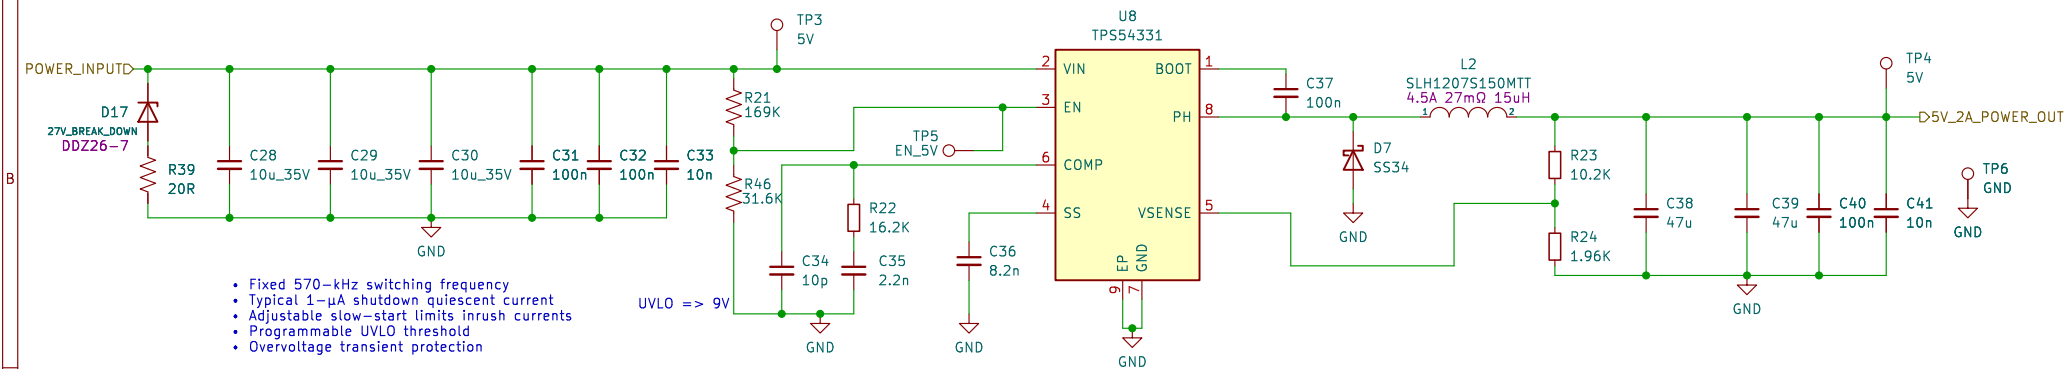 B
POWER_INPUT
D17
27V_BREAK_DOWN
DDZ26-7
R39
20R
C28
10u_35V
C29
10u_35V
C30
10u_35V
C31
100n
C32
100n
C33
10n
GND
R21
169K
R46
31.6K
TP3
5V
TP5
EN_5V
R22
16.2K
C34
10p
C35
2.2n
GND
UVLO => 9V
C36
8.2n
GND
U8
TPS54331
2
VIN
3
EN
6
COMP
4
SS
BOOT
1
PH
8
VSENSE
5
EP
GND
9
7
GND
C37
100n
D7
SS34
GND
L2
SLH1207S150MTT
4.5A 27mΩ 15uH
1
2
R23
10.2K
R24
1.96K
C38
47u
C39
47u
C40
100n
C41
10n
GND
TP4
5V
5V_2A_POWER_OUT
TP6
GND
GND
• Fixed 570-kHz switching frequency
• Typical 1-μA shutdown quiescent current
• Adjustable slow-start limits inrush currents
• Programmable UVLO threshold
• Overvoltage transient protection